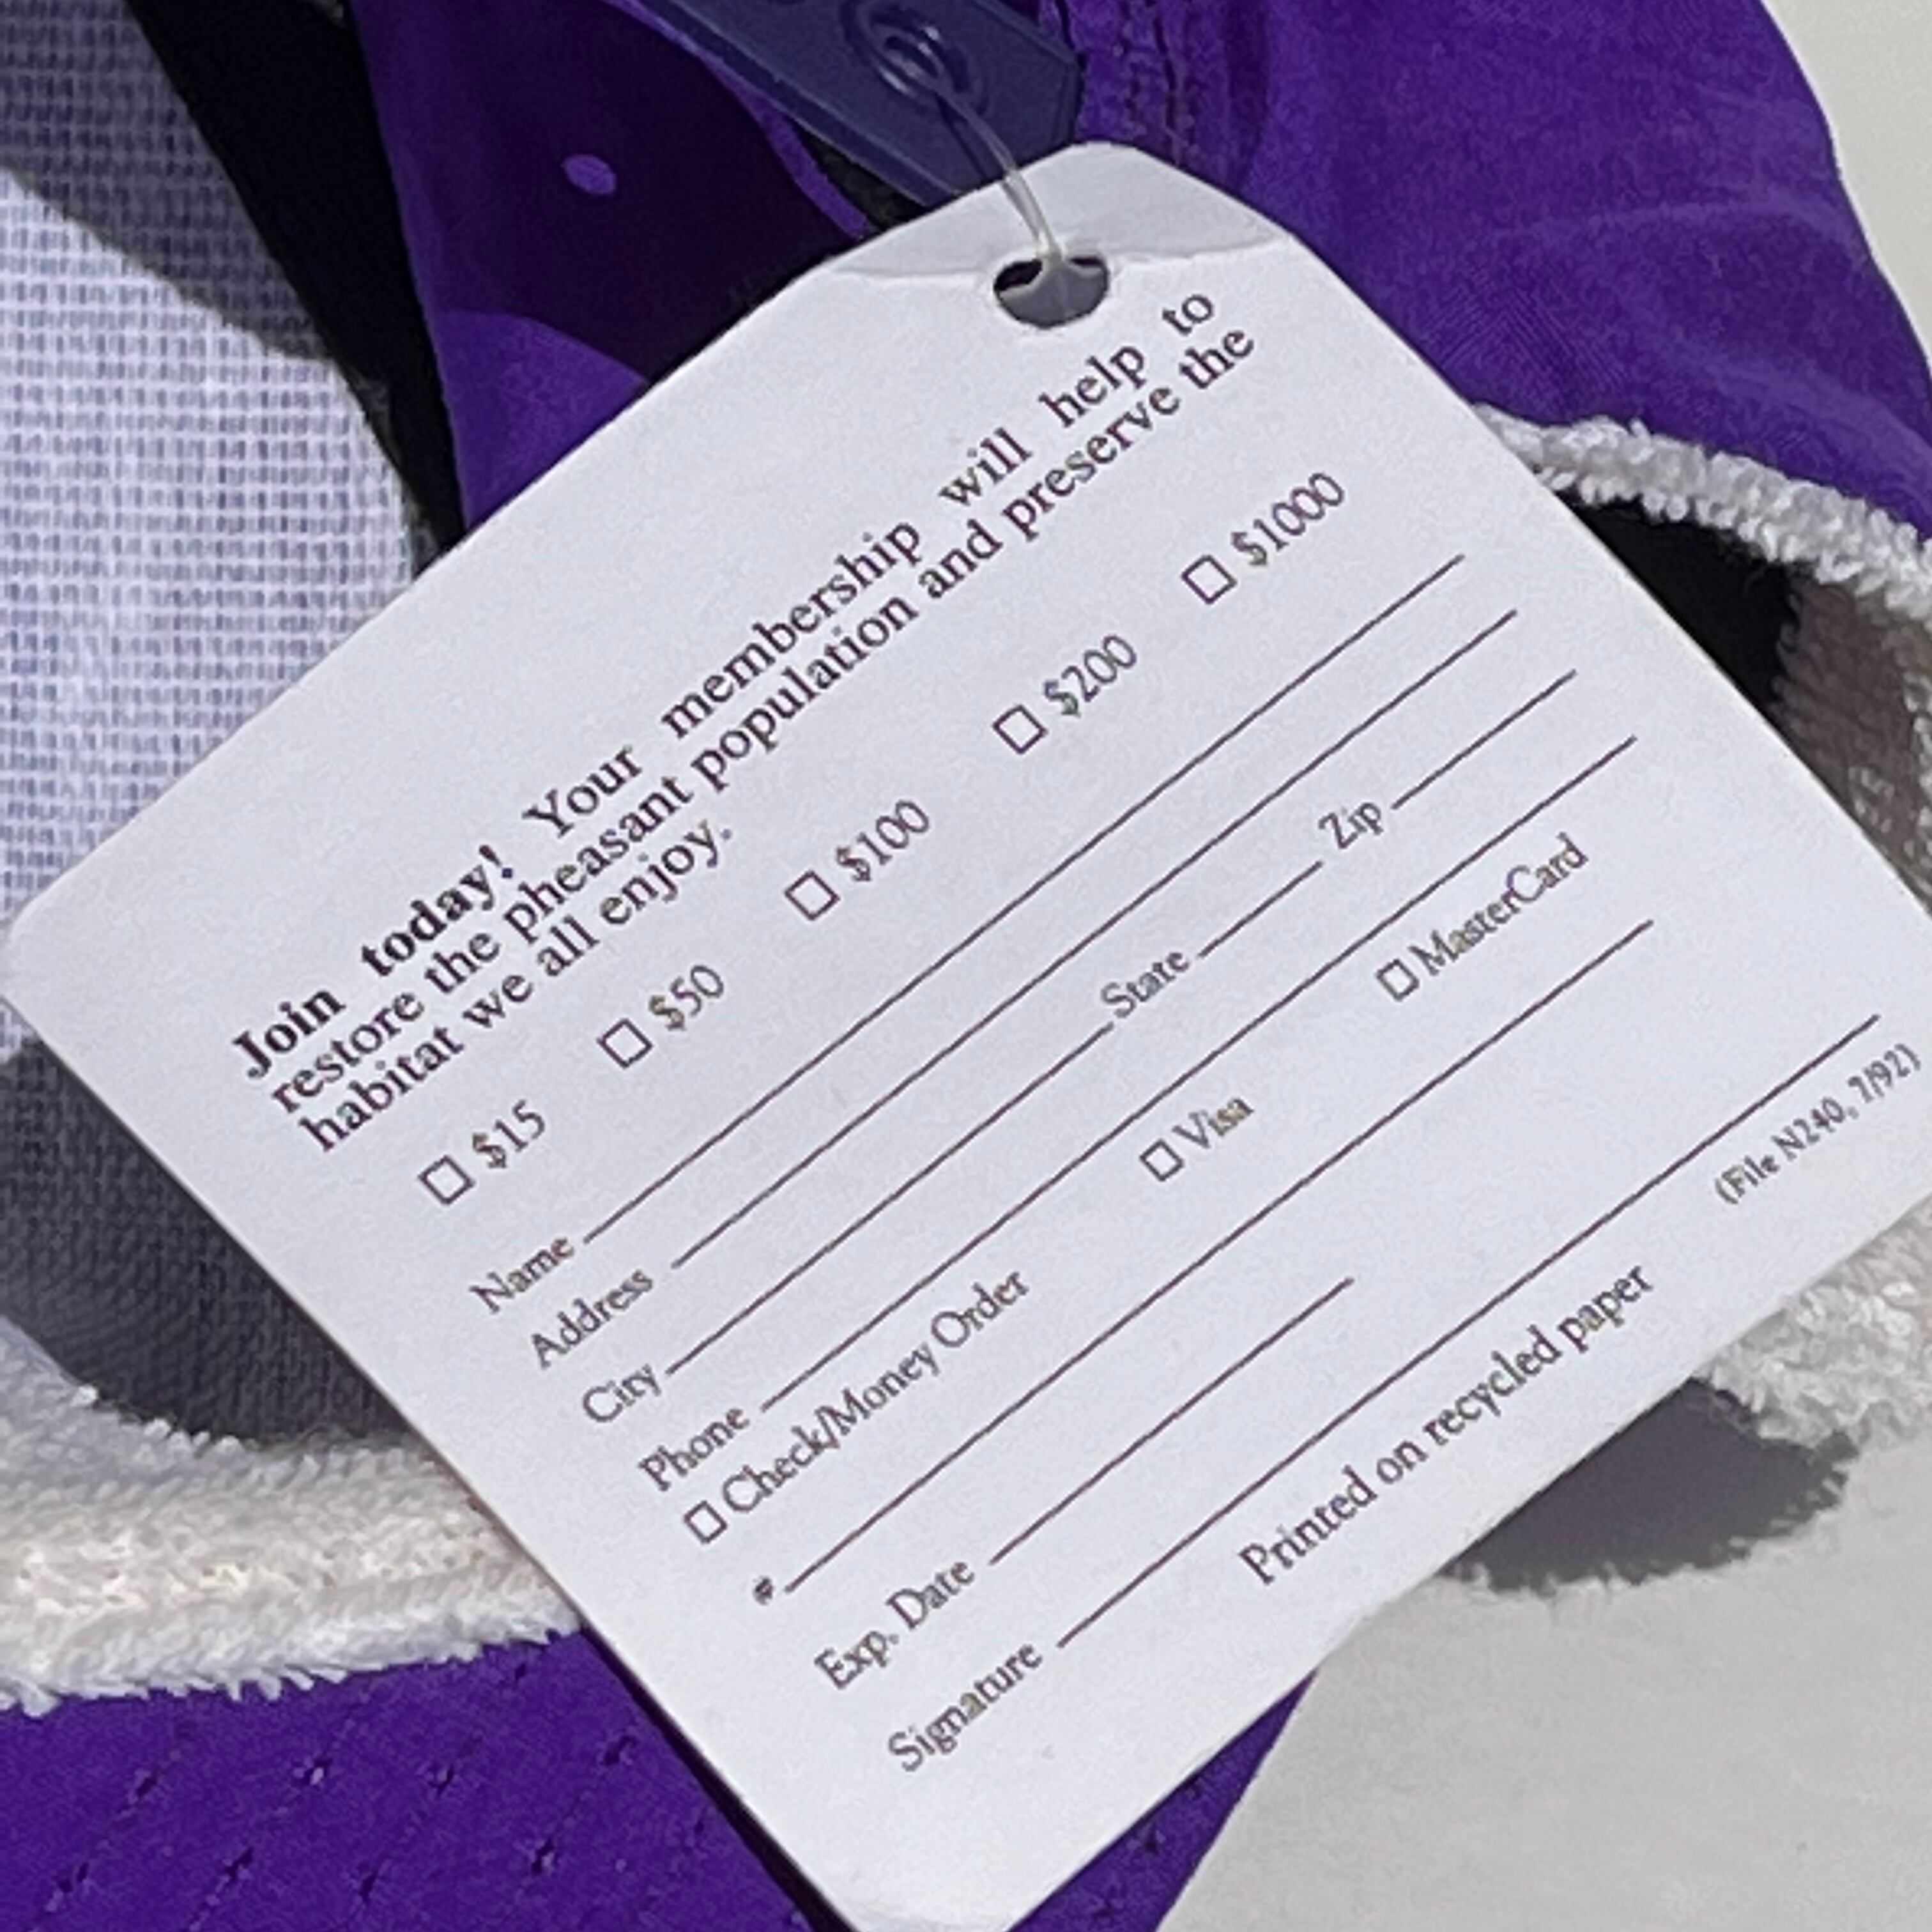 Join today! Your membership will help to
restore the pheasant population and preserve the
habitat we all enjoy.
☐ $15 ☐ $50 ☐ $100 ☐ $200 ☐ $1000
Name
Address
City State Zip
Phone
☐ Check/Money Order ☐ Visa ☐ MasterCard
#
Exp. Date
Signature
Printed on recycled paper (File N240, 7/92)